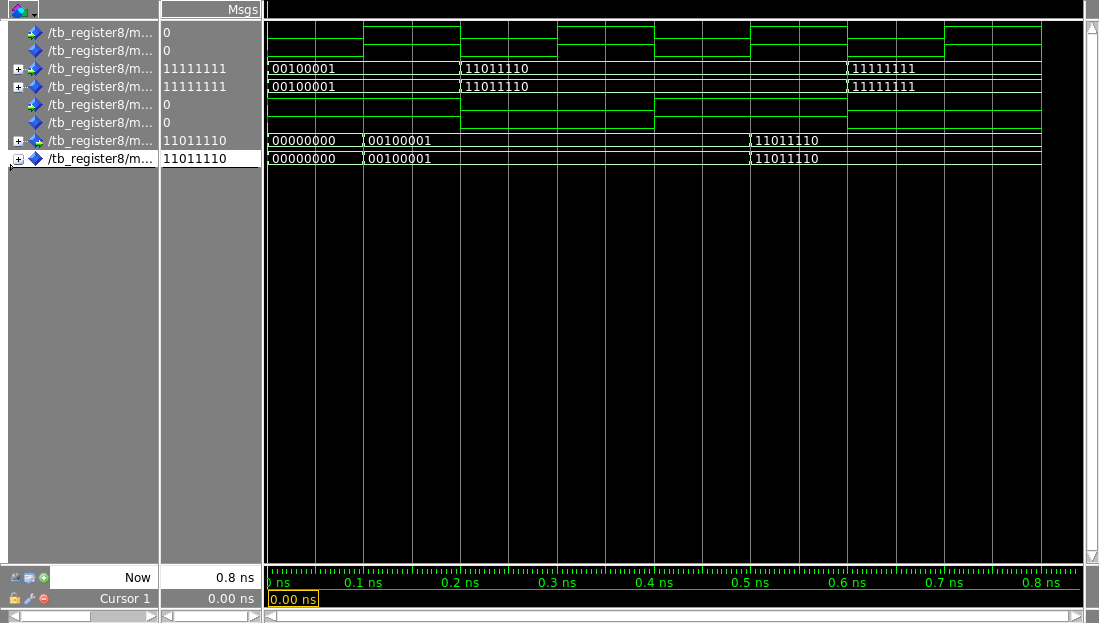 Msgs
/tb_register8/m... 0
/tb_register8/m... 0
/tb_register8/m... 11111111 00100001 11011110 11111111
/tb_register8/m... 11111111 00100001 11011110 11111111
/tb_register8/m... 0
/tb_register8/m... 0
/tb_register8/m... 11011110 00000000 00100001 11011110
/tb_register8/m... 11011110 00000000 00100001 11011110
Now 0.8 ns ns 0.1 ns 0.2 ns 0.3 ns 0.4 ns 0.5 ns 0.6 ns 0.7 ns 0.8 ns
Cursor 1 0.00 ns 0.00 ns